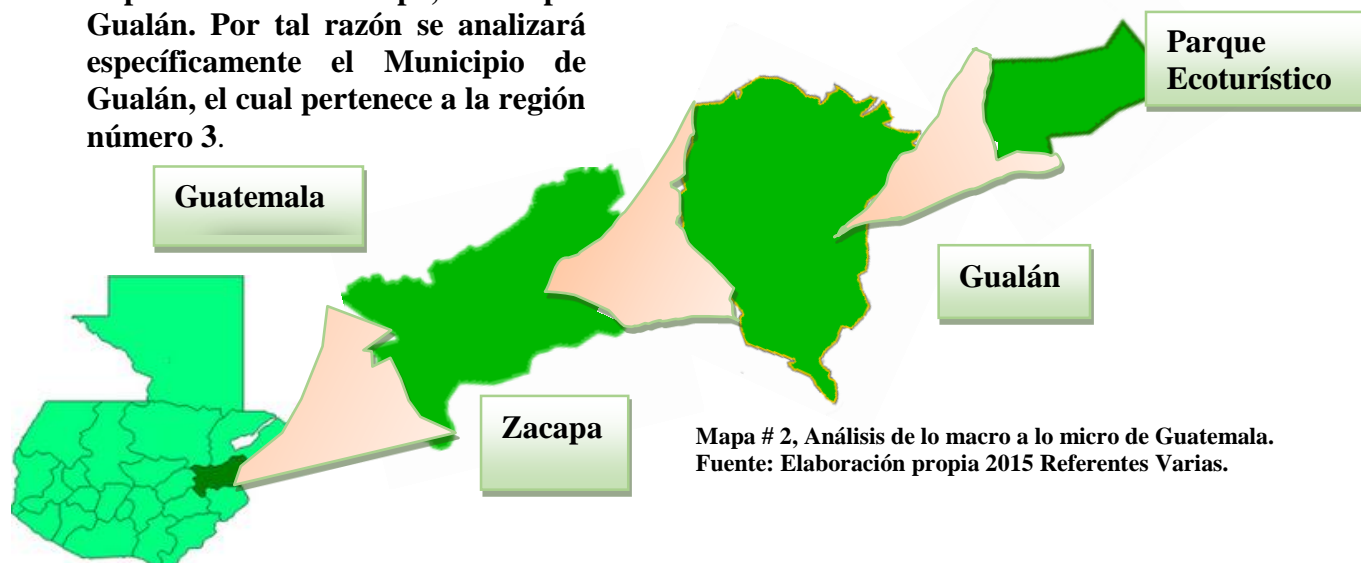 Gualán. Por tal razón se analizará
específicamente el Municipio de
Gualán, el cual pertenece a la región
número 3.
Parque
Ecoturístico
Guatemala
Gualán
Zacapa
Mapa # 2, Análisis de lo macro a lo micro de Guatemala.
Fuente: Elaboración propia 2015 Referentes Varias.